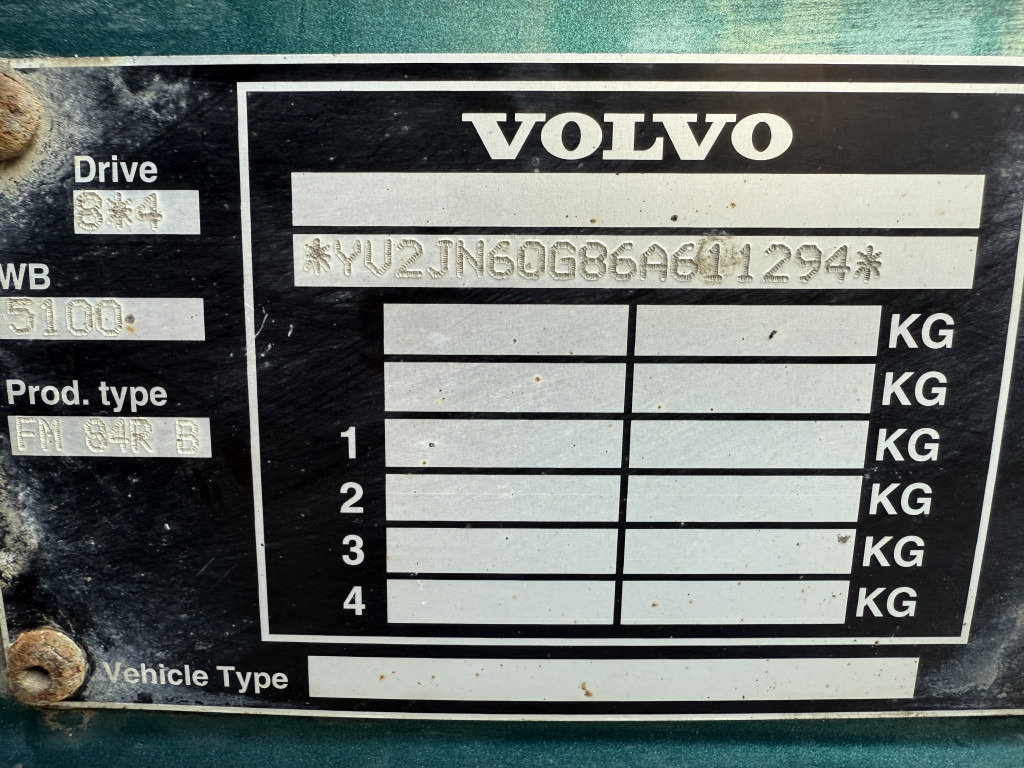 VOLVO
Drive
8*4
*YV2JN60G86A611294*
WB
5100
KG
Prod. type
KG
FM 84R B
1 KG
2 KG
3 KG
4 KG
Vehicle Type